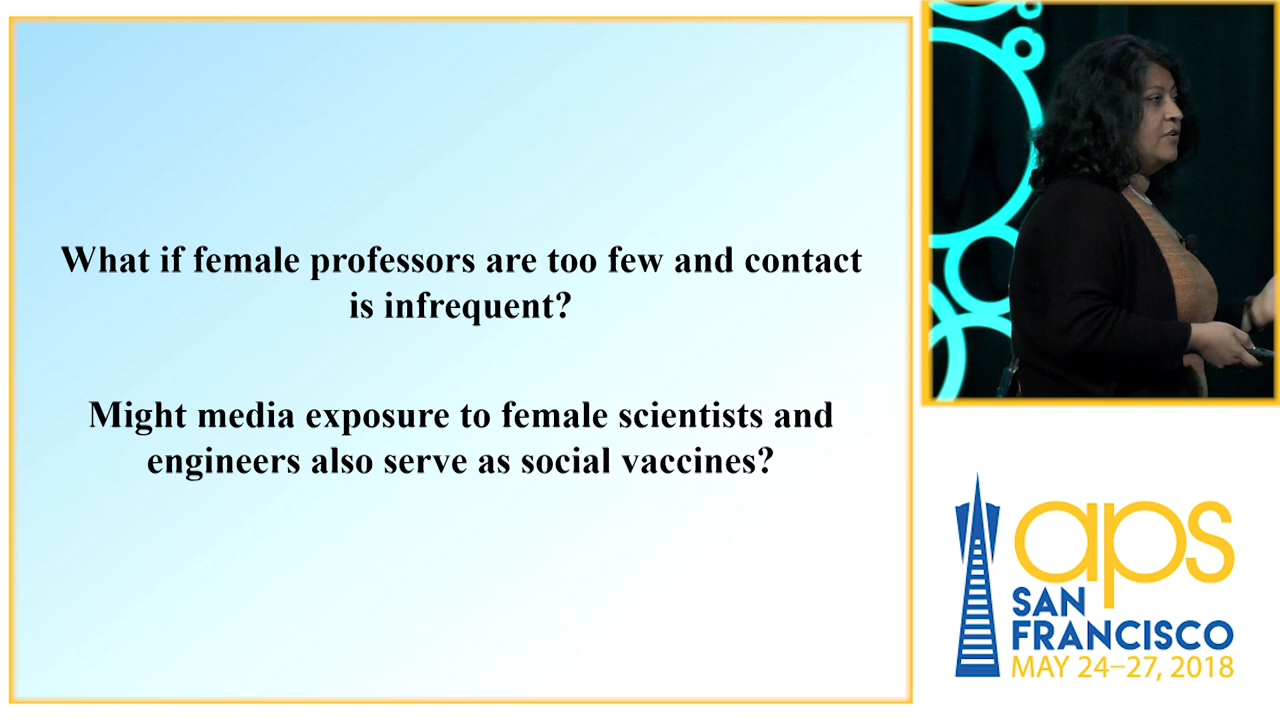 What if female professors are too few and contact
is infrequent?
Might media exposure to female scientists and
engineers also serve as social vaccines?
aps
SAN
FRANCISCO
MAY 24–27, 2018